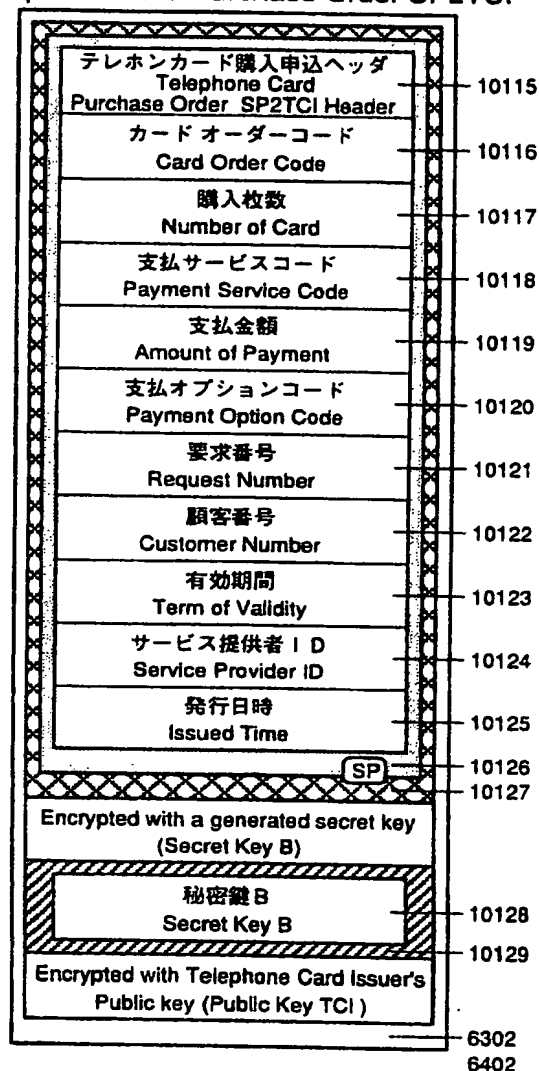 テレホンカード購入申込ヘッダ
Telephone Card
Purchase Order SP2TCI Header
10115
カード オーダーコード
Card Order Code
10116
購入枚数
Number of Card
10117
支払サービスコード
Payment Service Code
10118
支払金額
Amount of Payment
10119
支払オプションコード
Payment Option Code
10120
要求番号
Request Number
10121
顧客番号
Customer Number
10122
有効期間
Term of Validity
10123
サービス提供者 I D
Service Provider ID
10124
発行日時
Issued Time
10125
SP
10126
10127
Encrypted with a generated secret key
(Secret Key B)
秘密鍵 B
Secret Key B
10128
10129
Encrypted with Telephone Card Issuer's
Public key (Public Key TCI )
6302
6402